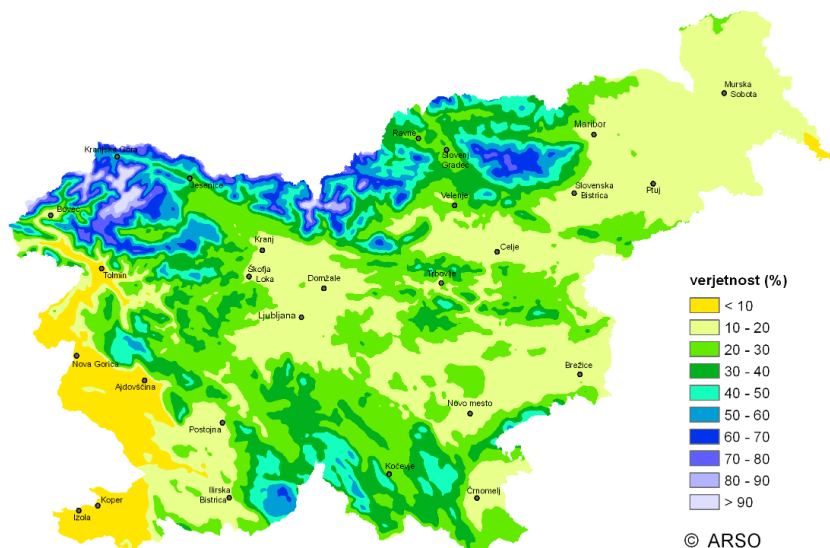 Murska
Sobota
Maribor
Ravne
Kranjska Gora
Slovenj
Gradec
Jesenice
Slovenska
Bistrica
Ptuj
Velenje
Bovec
Kranj
Celje
Tolmin
Škofja
Loka
Domžale
Trbovlje
verjetnost (%)
< 10
Ljubljana
10 - 20
20 - 30
Nova Gorica
30 - 40
Brežice
Ajdovščina
40 - 50
50 - 60
Novo mesto
Postojna
60 - 70
70 - 80
Kočevje
80 - 90
Ilirska
Bistrica
Črnomelj
Koper
> 90
Izola
© ARSO